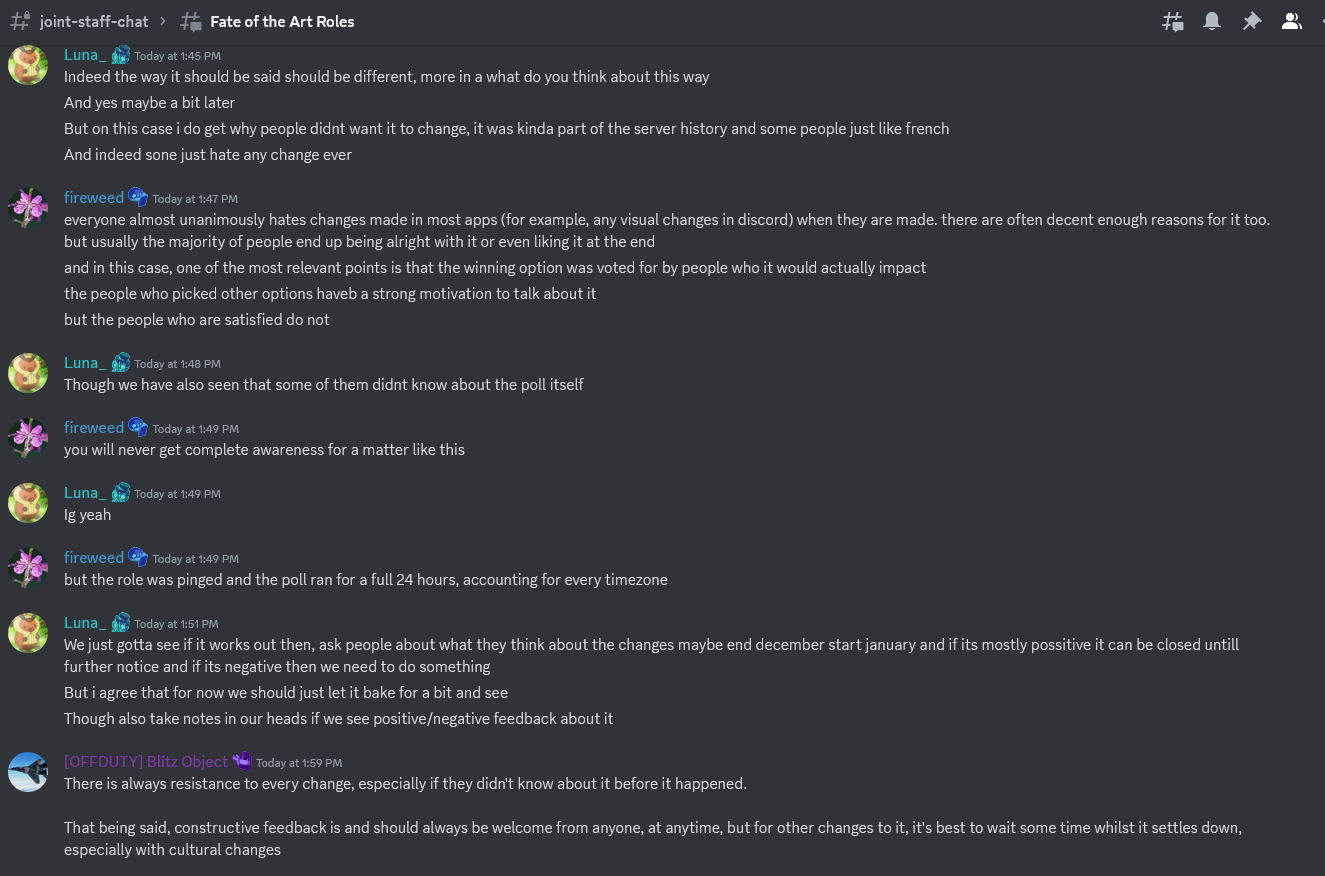 joint-staff-chat > Fate of the Art Roles
Luna_ Today at 1:45 PM
Indeed the way it should be said should be different, more in a what do you think about this way
And yes maybe a bit later
But on this case i do get why people didnt want it to change, it was kinda part of the server history and some people just like french
And indeed sone just hate any change ever
fireweed Today at 1:47 PM
everyone almost unanimously hates changes made in most apps (for example, any visual changes in discord) when they are made. there are often decent enough reasons for it too.
but usually the majority of people end up being alright with it or even liking it at the end
and in this case, one of the most relevant points is that the winning option was voted for by people who it would actually impact
the people who picked other options haveb a strong motivation to talk about it
but the people who are satisfied do not
Luna_ Today at 1:48 PM
Though we have also seen that some of them didnt know about the poll itself
fireweed Today at 1:49 PM
you will never get complete awareness for a matter like this
Luna_ Today at 1:49 PM
Ig yeah
fireweed Today at 1:49 PM
but the role was pinged and the poll ran for a full 24 hours, accounting for every timezone
Luna_ Today at 1:51 PM
We just gotta see if it works out then, ask people about what they think about the changes maybe end december start january and if its mostly possitive it can be closed untill
further notice and if its negative then we need to do something
But i agree that for now we should just let it bake for a bit and see
Though also take notes in our heads if we see positive/negative feedback about it
[OFFDUTY] Blitz Object Today at 1:59 PM
There is always resistance to every change, especially if they didn't know about it before it happened.
That being said, constructive feedback is and should always be welcome from anyone, at anytime, but for other changes to it, it's best to wait some time whilst it settles down,
especially with cultural changes